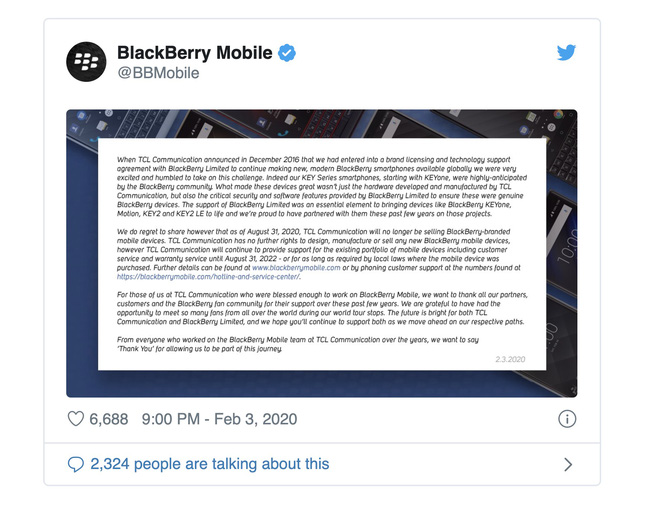 BlackBerry Mobile
@BBMobile
When TCL Communication announced in December 2016 that we had entered into a brand licensing and technology support
agreement with BlackBerry Limited to continue making new, modern BlackBerry smartphones available globally we were very
excited and humbled to take on this challenge. Indeed our KEY Series smartphones, starting with KEYone, were highly-anticipated
by the BlackBerry community. What made these devices great wasn't just the hardware developed and manufactured by TCL
Communication, but also the critical security and software features provided by BlackBerry Limited to ensure these were genuine
BlackBerry devices. The support of BlackBerry Limited was an essential element to bringing devices like BlackBerry KEYone,
Motion, KEY2 and KEY2 LE to life and we're proud to have partnered with them these past few years on those projects.
We do regret to share however that as of August 31, 2020, TCL Communication will no longer be selling BlackBerry-branded
mobile devices. TCL Communication has no further rights to design, manufacture or sell any new BlackBerry mobile devices,
however TCL Communication will continue to provide support for the existing portfolio of mobile devices including customer
service and warranty service until August 31, 2022 - or for as long as required by local laws where the mobile device was
purchased. Further details can be found at www.blackberrymobile.com or by phoning customer support at the numbers found at
https://blackberrymobile.com/hotline-and-service-center/.
For those of us at TCL Communication who were blessed enough to work on BlackBerry Mobile, we want to thank all our partners,
customers and the BlackBerry fan community for their support over these past few years. We are grateful to have had the
opportunity to meet so many fans from all over the world during our world tour stops. The future is bright for both TCL
Communication and BlackBerry Limited, and we hope you'll continue to support both as we move ahead on our respective paths.
From everyone who worked on the BlackBerry Mobile team at TCL Communication over the years, we want to say
'Thank You' for allowing us to be part of this journey.
2.3.2020
6,688 9:00 PM - Feb 3, 2020
2,324 people are talking about this